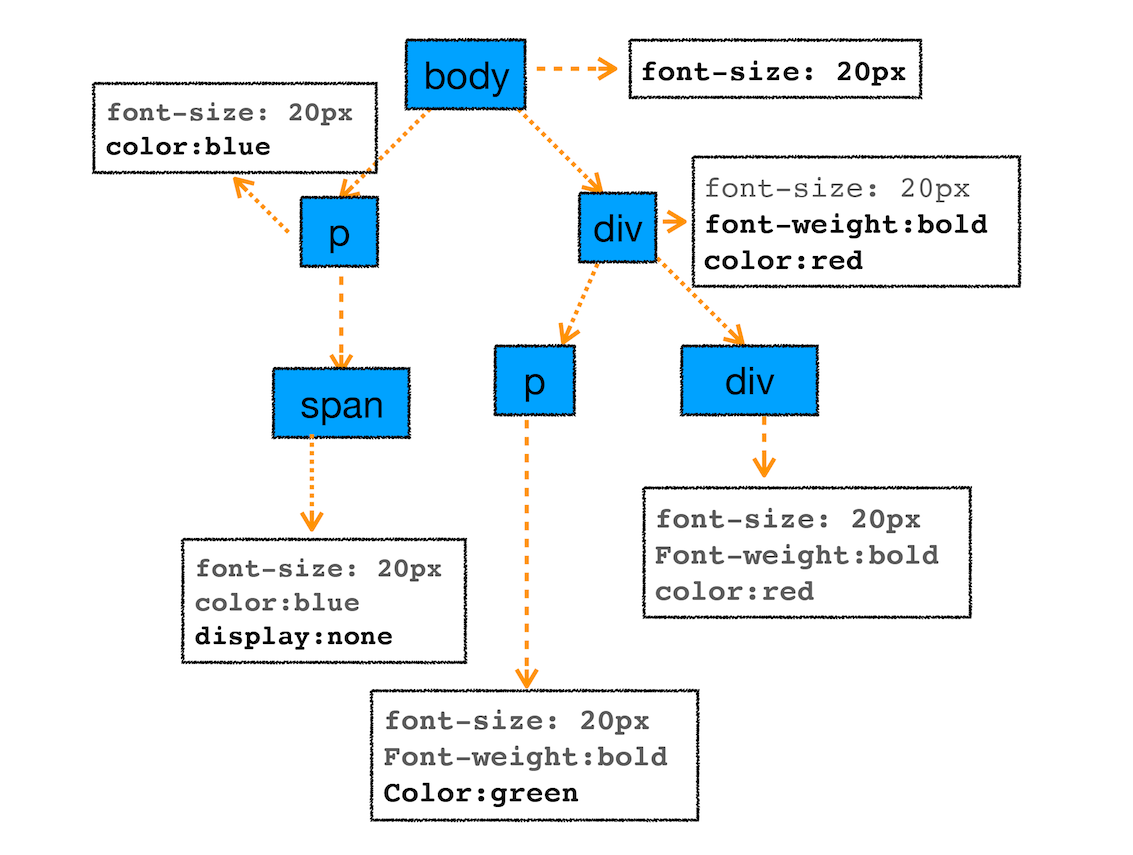 body
font-size: 20px
font-size: 20px
color:blue
font-size: 20px
font-weight:bold
color:red
p
div
p
div
span
font-size: 20px
Font-weight:bold
color:red
font-size: 20px
color:blue
display:none
font-size: 20px
Font-weight:bold
Color:green